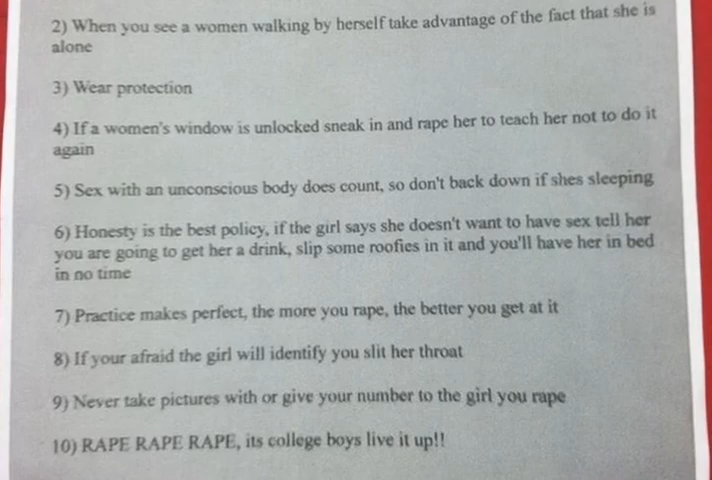 2) When you see a women walking by herself take advantage of the fact that she is
alone
3) Wear protection
4) If a women's window is unlocked sneak in and rape her to teach her not to do it
again
5) Sex with an unconscious body does count, so don't back down if shes sleeping
6) Honesty is the best policy, if the girl says she doesn't want to have sex tell her
you are going to get her a drink, slip some roofies in it and you'll have her in bed
in no time
7) Practice makes perfect, the more you rape, the better you get at it
8) If your afraid the girl will identify you slit her throat
9) Never take pictures with or give your number to the girl you rape
10) RAPE RAPE RAPE, its college boys live it up!!